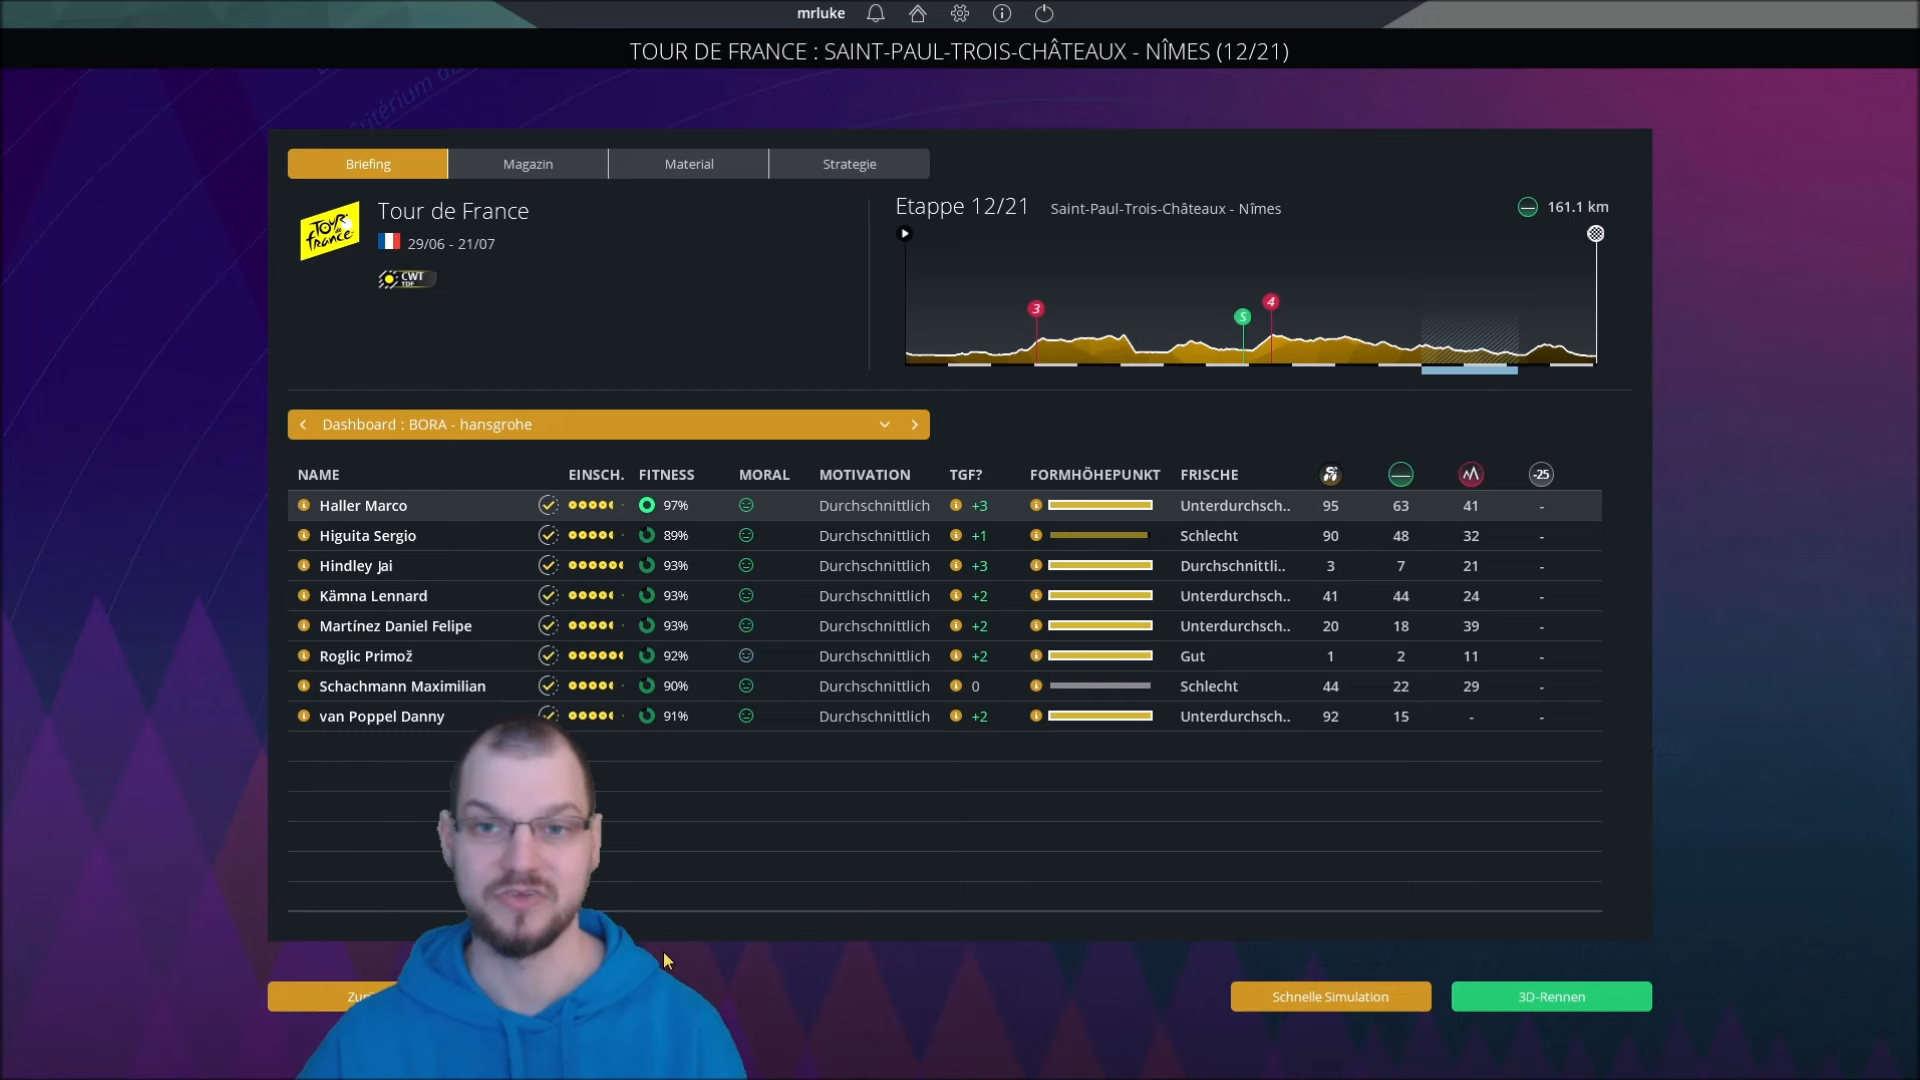 mrluke
TOUR DE FRANCE : SAINT-PAUL-TROIS-CHÂTEAUX - NÎMES (12/21)
Briefing Magazin Material Strategie
TOUR de france
Tour de France
29/06 - 21/07
CWT
TDF
Etappe 12/21 Saint-Paul-Trois-Châteaux - Nîmes 161.1 km
3 S 4
Dashboard : BORA - hansgrohe
NAME EINSCH. FITNESS MORAL MOTIVATION TGF? FORMHÖHEPUNKT FRISCHE -25
Haller Marco 97% Durchschnittlich +3 Unterdurchsch.. 95 63 41 -
Higuita Sergio 89% Durchschnittlich +1 Schlecht 90 48 32 -
Hindley Jai 93% Durchschnittlich +3 Durchschnittli.. 3 7 21 -
Kämna Lennard 93% Durchschnittlich +2 Unterdurchsch.. 41 44 24 -
Martínez Daniel Felipe 93% Durchschnittlich +2 Unterdurchsch.. 20 18 39 -
Roglic Primož 92% Durchschnittlich +2 Gut 1 2 11 -
Schachmann Maximilian 90% Durchschnittlich 0 Schlecht 44 22 29 -
van Poppel Danny 91% Durchschnittlich +2 Unterdurchsch.. 92 15 - -
Schnelle Simulation 3D-Rennen